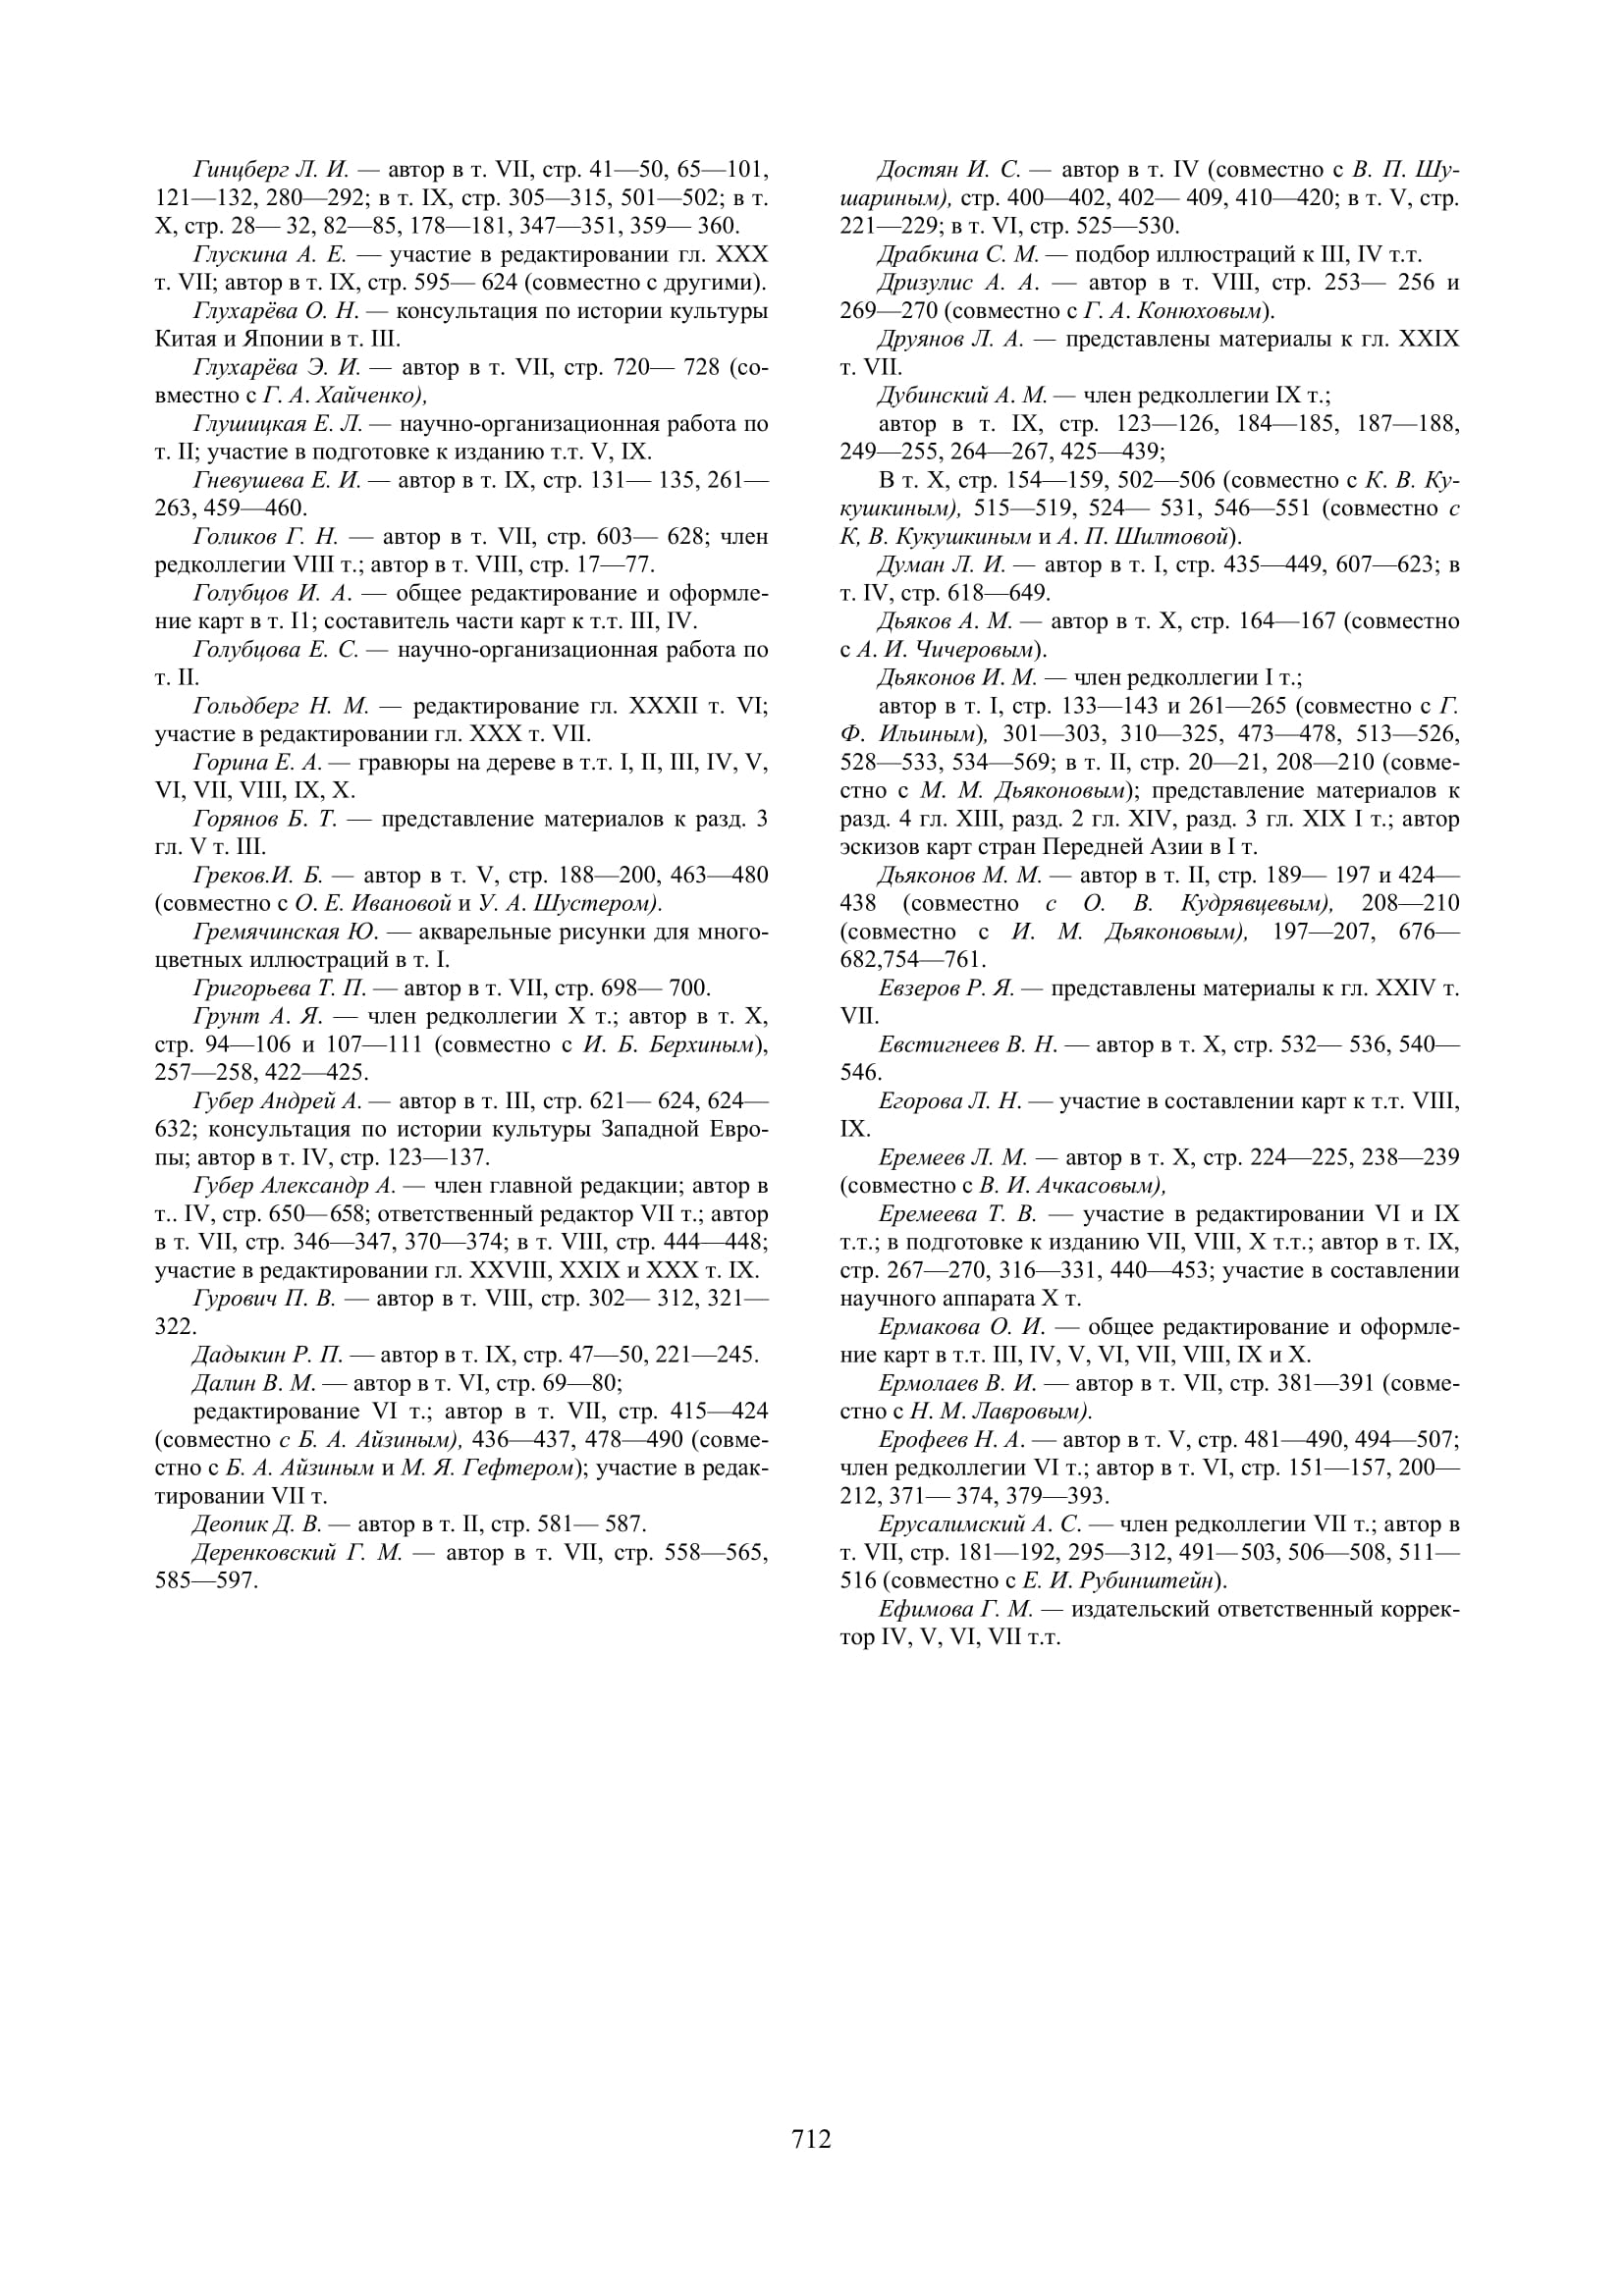 Гинцберг Л. И. — автор в т. VII, стр. 41—50, 65—101,
121—132, 280—292; в т. IX, стр. 305—315, 501—502; в т.
X, стр. 28— 32, 82—85, 178—181, 347—351, 359— 360.
Глускина А. Е. — участие в редактировании гл. XXX
т. VII; автор в т. IX, стр. 595— 624 (совместно с другими).
Глухарёва О. Н. — консультация по истории культуры
Китая и Японии в т. III.
Глухарёва Э. И. — автор в т. VII, стр. 720— 728 (со-
вместно с Г. А. Хайченко),
Глушицкая Е. Л. — научно-организационная работа по
т. II; участие в подготовке к изданию т.т. V, IX.
Гневушева Е. И. — автор в т. IX, стр. 131— 135, 261—
263, 459—460.
Голиков Г. Н. — автор в т. VII, стр. 603— 628; член
редколлегии VIII т.; автор в т. VIII, стр. 17—77.
Голубцов И. А. — общее редактирование и оформле-
ние карт в т. I1; составитель части карт к т.т. III, IV.
Голубцова Е. С. — научно-организационная работа по
т. II.
Гольдберг Н. М. — редактирование гл. XXXII т. VI;
участие в редактировании гл. XXX т. VII.
Горина Е. А. — гравюры на дереве в т.т. I, II, III, IV, V,
VI, VII, VIII, IX, X.
Горянов Б. Т. — представление материалов к разд. 3
гл. V т. III.
Греков.И. Б. — автор в т. V, стр. 188—200, 463—480
(совместно с О. Е. Ивановой и У. А. Шустером).
Гремячинская Ю. — акварельные рисунки для много-
цветных иллюстраций в т. I.
Григорьева Т. П. — автор в т. VII, стр. 698— 700.
Грунт А. Я. — член редколлегии X т.; автор в т. X,
стр. 94—106 и 107—111 (совместно с И. Б. Берхиным),
257—258, 422—425.
Губер Андрей А. — автор в т. III, стр. 621— 624, 624—
632; консультация по истории культуры Западной Евро-
пы; автор в т. IV, стр. 123—137.
Губер Александр А. — член главной редакции; автор в
т.. IV, стр. 650—658; ответственный редактор VII т.; автор
в т. VII, стр. 346—347, 370—374; в т. VIII, стр. 444—448;
участие в редактировании гл. XXVIII, XXIX и XXX т. IX.
Гурович П. В. — автор в т. VIII, стр. 302— 312, 321—
322.
Дадыкин Р. П. — автор в т. IX, стр. 47—50, 221—245.
Далин В. М. — автор в т. VI, стр. 69—80;
редактирование VI т.; автор в т. VII, стр. 415—424
(совместно с Б. А. Айзиным), 436—437, 478—490 (совме-
стно с Б. А. Айзиным и М. Я. Гефтером); участие в редак-
тировании VII т.
Деопик Д. В. — автор в т. II, стр. 581— 587.
Деренковский Г. М. — автор в т. VII, стр. 558—565,
585—597.
Достян И. С. — автор в т. IV (совместно с В. П. Шу-
шариным), стр. 400—402, 402— 409, 410—420; в т. V, стр.
221—229; в т. VI, стр. 525—530.
Драбкина С. М. — подбор иллюстраций к III, IV т.т.
Дризулис А. А. — автор в т. VIII, стр. 253— 256 и
269—270 (совместно с Г. А. Конюховым).
Друянов Л. А. — представлены материалы к гл. XXIX
т. VII.
Дубинский А. М. — член редколлегии IX т.;
автор в т. IX, стр. 123—126, 184—185, 187—188,
249—255, 264—267, 425—439;
В т. X, стр. 154—159, 502—506 (совместно с К. В. Ку-
кушкиным), 515—519, 524— 531, 546—551 (совместно с
К, В. Кукушкиным и А. П. Шилтовой).
Думан Л. И. — автор в т. I, стр. 435—449, 607—623; в
т. IV, стр. 618—649.
Дьяков А. М. — автор в т. X, стр. 164—167 (совместно
с А. И. Чичеровым).
Дьяконов И. М. — член редколлегии I т.;
автор в т. I, стр. 133—143 и 261—265 (совместно с Г.
Ф. Ильиным), 301—303, 310—325, 473—478, 513—526,
528—533, 534—569; в т. II, стр. 20—21, 208—210 (совме-
стно с М. М. Дьяконовым); представление материалов к
разд. 4 гл. XIII, разд. 2 гл. XIV, разд. 3 гл. XIX I т.; автор
эскизов карт стран Передней Азии в I т.
Дьяконов М. М. — автор в т. II, стр. 189— 197 и 424—
438 (совместно с О. В. Кудрявцевым), 208—210
(совместно с И. М. Дьяконовым), 197—207, 676—
682,754—761.
Евзеров Р. Я. — представлены материалы к гл. XXIV т.
VII.
Евстигнеев В. Н. — автор в т. X, стр. 532— 536, 540—
546.
Егорова Л. Н. — участие в составлении карт к т.т. VIII,
IX.
Еремеев Л. М. — автор в т. X, стр. 224—225, 238—239
(совместно с В. И. Ачкасовым),
Еремеева Т. В. — участие в редактировании VI и IX
т.т.; в подготовке к изданию VII, VIII, X т.т.; автор в т. IX,
стр. 267—270, 316—331, 440—453; участие в составлении
научного аппарата X т.
Ермакова О. И. — общее редактирование и оформле-
ние карт в т.т. III, IV, V, VI, VII, VIII, IX и X.
Ермолаев В. И. — автор в т. VII, стр. 381—391 (совме-
стно с Н. М. Лавровым).
Ерофеев Н. А. — автор в т. V, стр. 481—490, 494—507;
член редколлегии VI т.; автор в т. VI, стр. 151—157, 200—
212, 371— 374, 379—393.
Ерусалимский А. С. — член редколлегии VII т.; автор в
т. VII, стр. 181—192, 295—312, 491—503, 506—508, 511—
516 (совместно с Е. И. Рубинштейн).
Ефимова Г. М. — издательский ответственный коррек-
тор IV, V, VI, VII т.т.
712